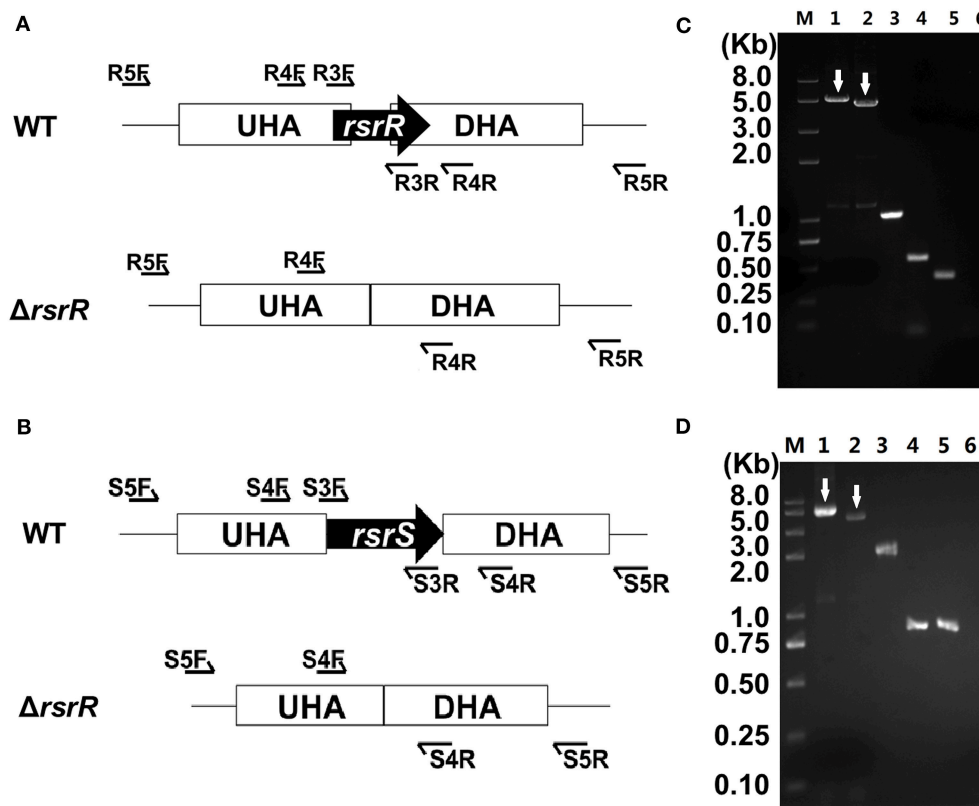 A
R5F R4F R3F
WT UHA rsrR DHA
R3R R4R R5R
R5F R4F
ΔrsrR UHA DHA
R4R R5R
B
S5F S4F S3F
WT UHA rsrS DHA
S3R S4R S5R
S5F S4F
ΔrsrR UHA DHA
S4R S5R
C
M 1 2 3 4 5 6
(Kb)
8.0
5.0
3.0
2.0
1.0
0.75
0.50
0.25
0.10
D
M 1 2 3 4 5 6
(Kb)
8.0
5.0
3.0
2.0
1.0
0.75
0.50
0.25
0.10